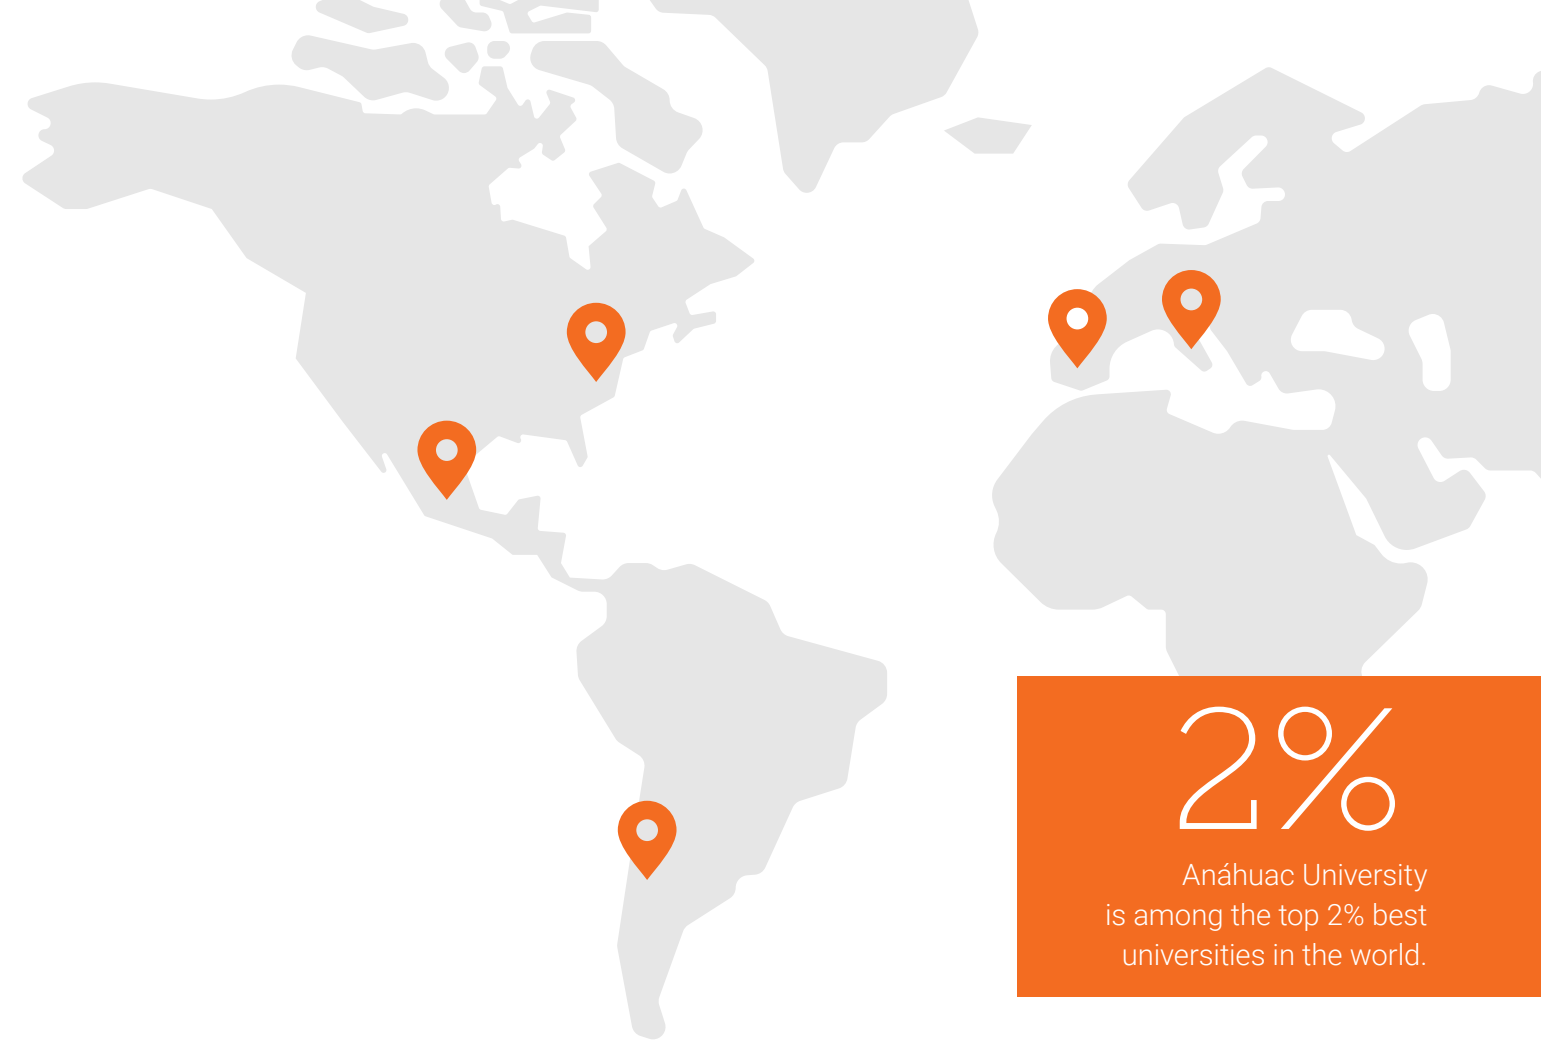 2%
Anáhuac University
is among the top 2% best
universities in the world.